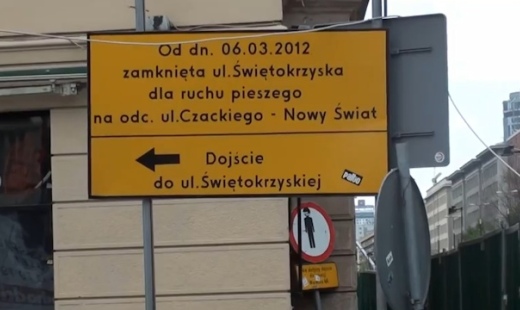 Od dn. 06.03.2012
zamknięta ul.Świętokrzyska
dla ruchu pieszego
na odc. ul.Czackiego - Nowy Świat
Dojście
do ul.Świętokrzyskiej